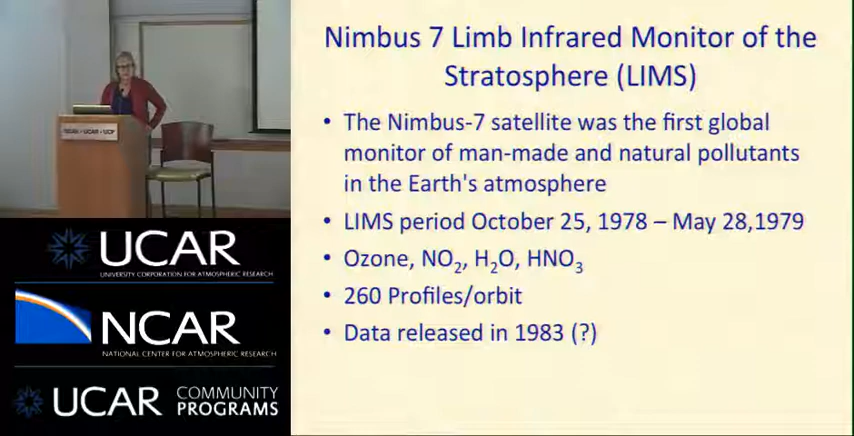 Nimbus 7 Limb Infrared Monitor of the
Stratosphere (LIMS)
• The Nimbus-7 satellite was the first global
monitor of man-made and natural pollutants
in the Earth's atmosphere
• LIMS period October 25, 1978 – May 28,1979
• Ozone, NO₂, H₂O, HNO₃
• 260 Profiles/orbit
• Data released in 1983 (?)
NCAR • UCAR • UCP
UCAR
UNIVERSITY CORPORATION FOR ATMOSPHERIC RESEARCH
NCAR
NATIONAL CENTER FOR ATMOSPHERIC RESEARCH
UCAR COMMUNITY
PROGRAMS